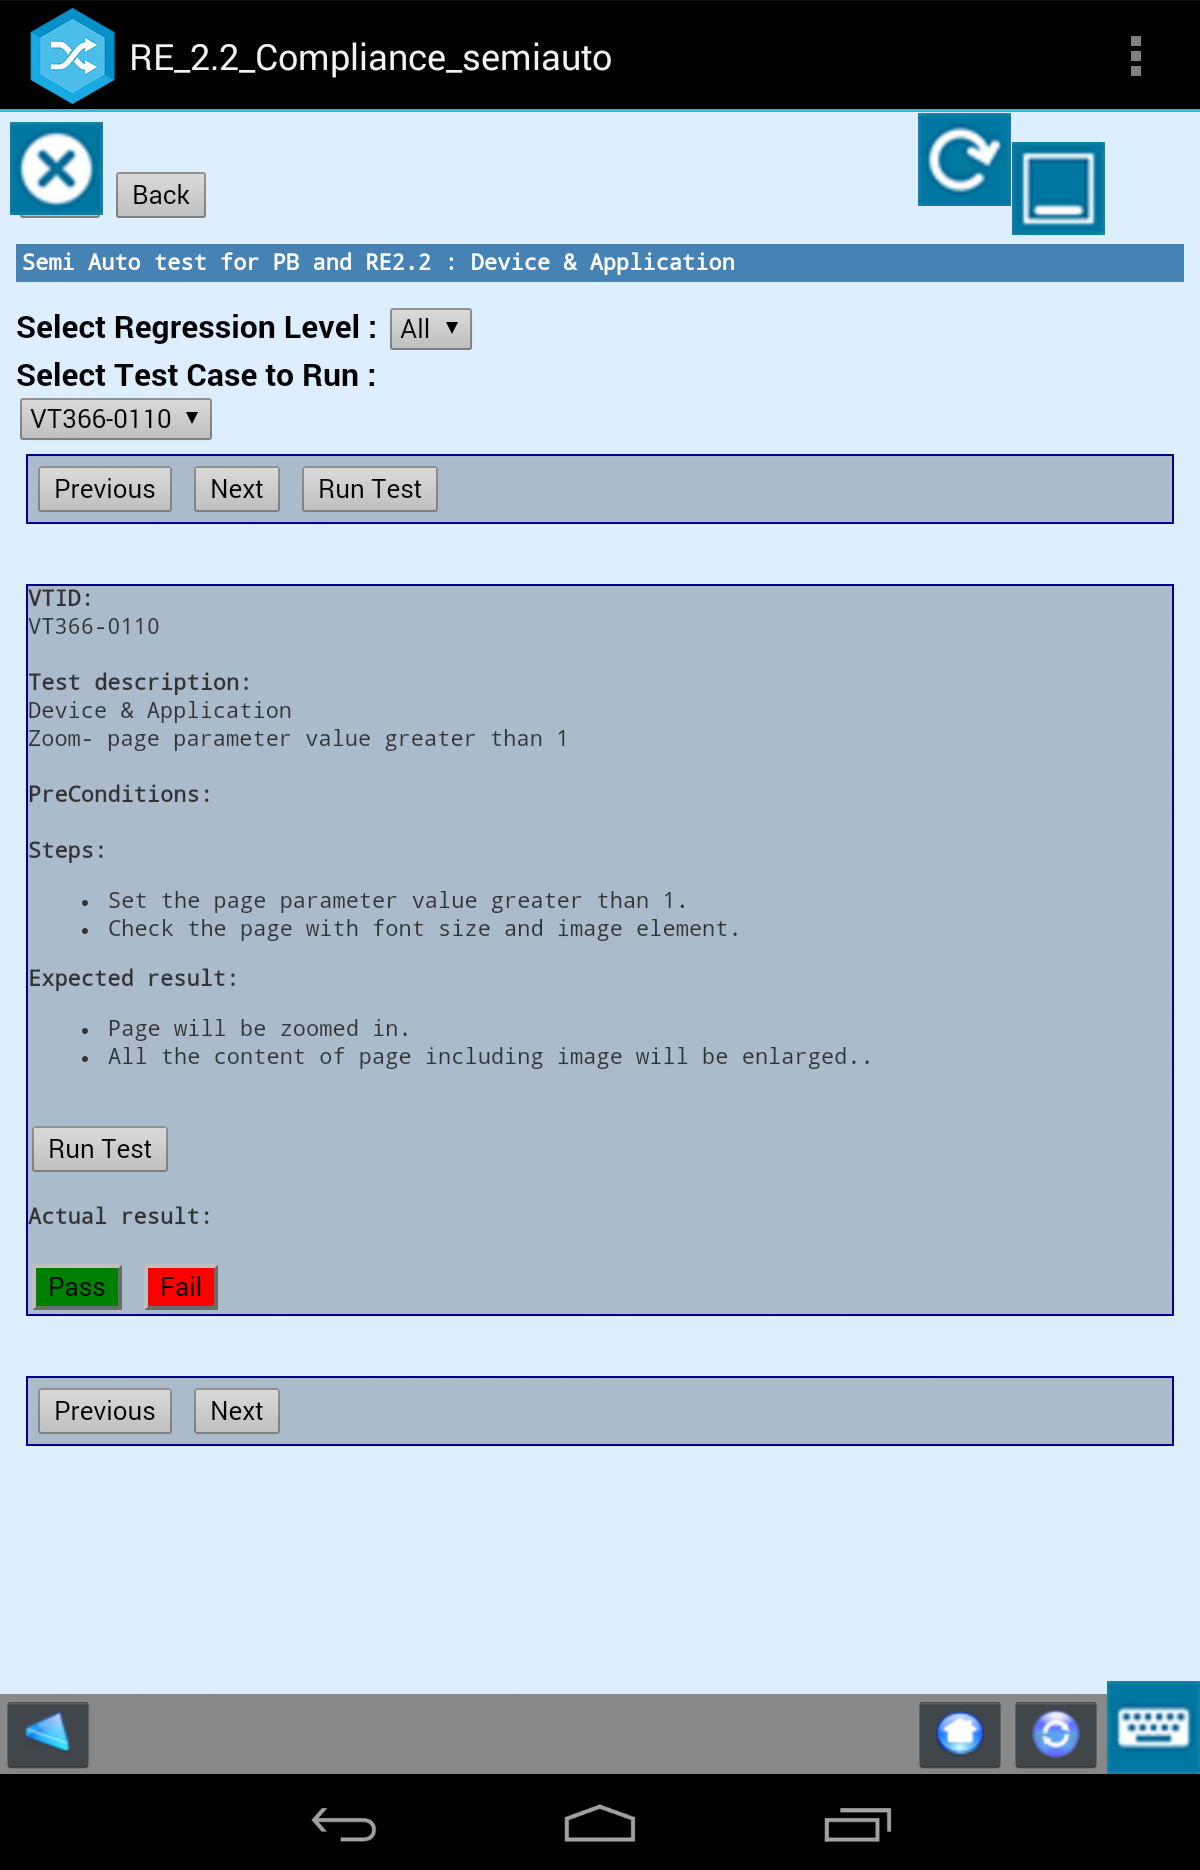 RE_2.2_Compliance_semiauto
Back
Semi Auto test for PB and RE2.2 : Device & Application
Select Regression Level : All
Select Test Case to Run :
VT366-0110
Previous Next Run Test
VTID:
VT366-0110
Test description:
Device & Application
Zoom- page parameter value greater than 1
PreConditions:
Steps:
• Set the page parameter value greater than 1.
• Check the page with font size and image element.
Expected result:
• Page will be zoomed in.
• All the content of page including image will be enlarged..
Run Test
Actual result:
Pass Fail
Previous Next